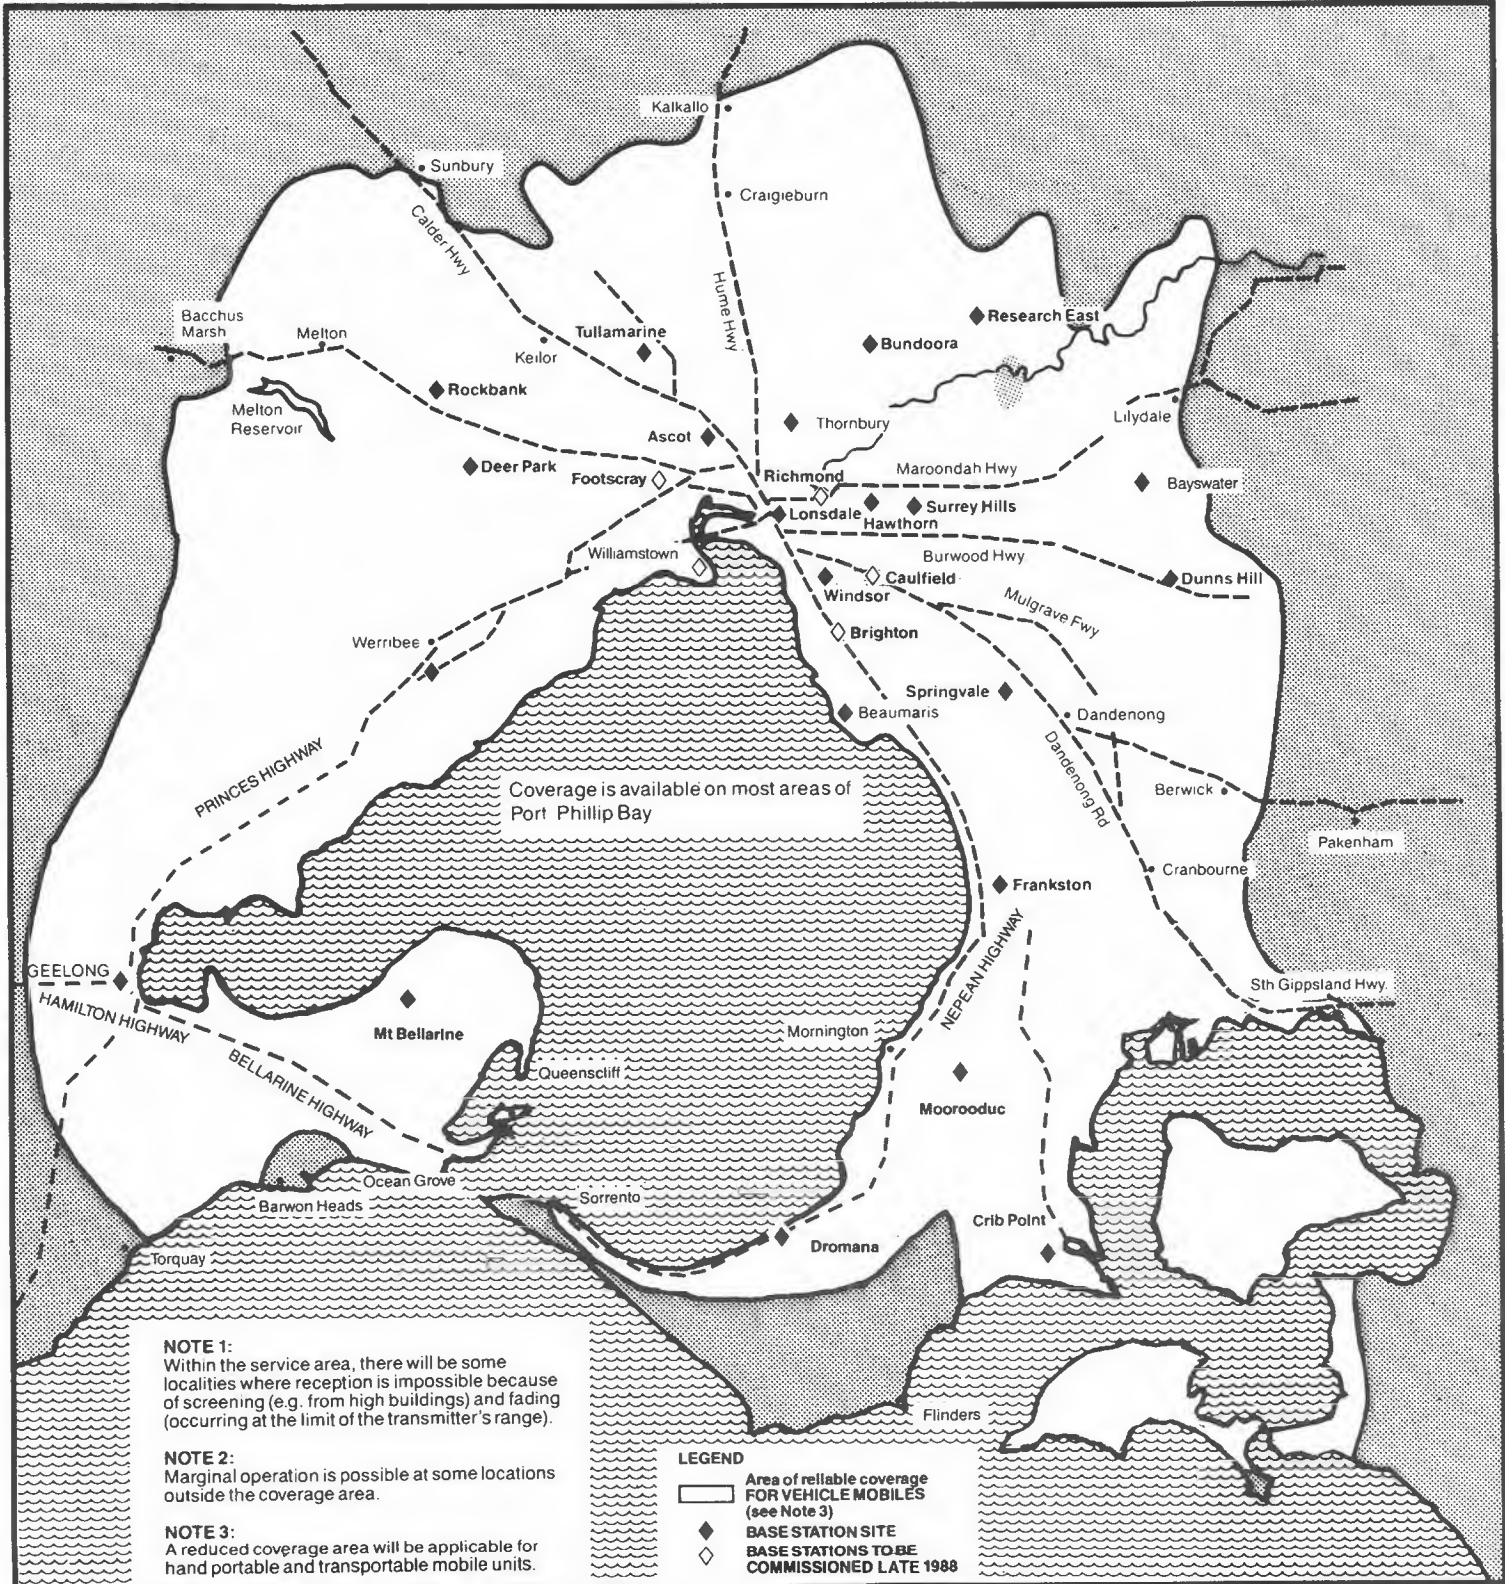 Kalkallo
Sunbury
Craigieburn
Calder Hwy
Hume Hwy
Bacchus
Marsh
Melton
Tullamarine
Keilor
Research East
Bundoora
Rockbank
Melton
Reservoir
Thornbury
Lilydale
Ascot
Deer Park
Footscray
Richmond
Maroondah Hwy
Bayswater
Lonsdale
Hawthorn
Surrey Hills
Williamstown
Burwood Hwy
Caulfield
Windsor
Dunns Hill
Mulgrave Fwy
Brighton
Werribee
Springvale
Beaumaris
Dandenong
Dandenong Rd
PRINCES HIGHWAY
Coverage is available on most areas of
Port Phillip Bay
Berwick
Pakenham
Cranbourne
Frankston
NEPEAN HIGHWAY
GEELONG
HAMILTON HIGHWAY
Sth Gippsland Hwy.
Mt Bellarine
BELLARINE HIGHWAY
Mornington
Queenscliff
Moorooduc
Ocean Grove
Barwon Heads
Sorrento
Crib Point
Dromana
Torquay
Flinders
NOTE 1:
Within the service area, there will be some
localities where reception is impossible because
of screening (e.g. from high buildings) and fading
(occurring at the limit of the transmitter's range).
NOTE 2:
Marginal operation is possible at some locations
outside the coverage area.
NOTE 3:
A reduced coverage area will be applicable for
hand portable and transportable mobile units.
LEGEND
Area of reliable coverage
FOR VEHICLE MOBILES
(see Note 3)
BASE STATION SITE
BASE STATIONS TO BE
COMMISSIONED LATE 1988